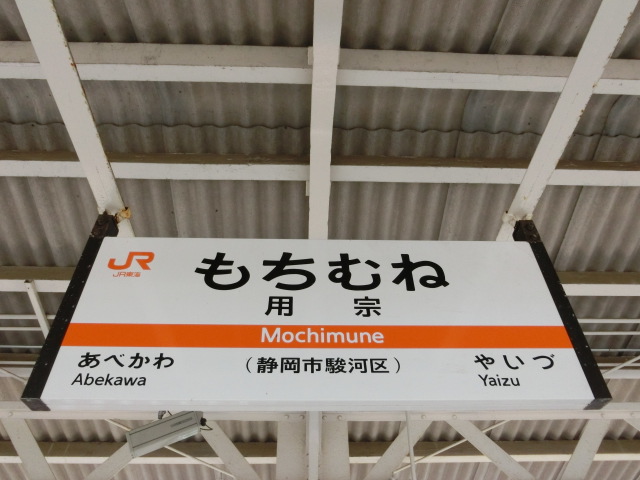 JR
JR東海
もちむね
用宗
Mochimune
あべかわ
Abekawa
(静岡市駿河区)
やいづ
Yaizu